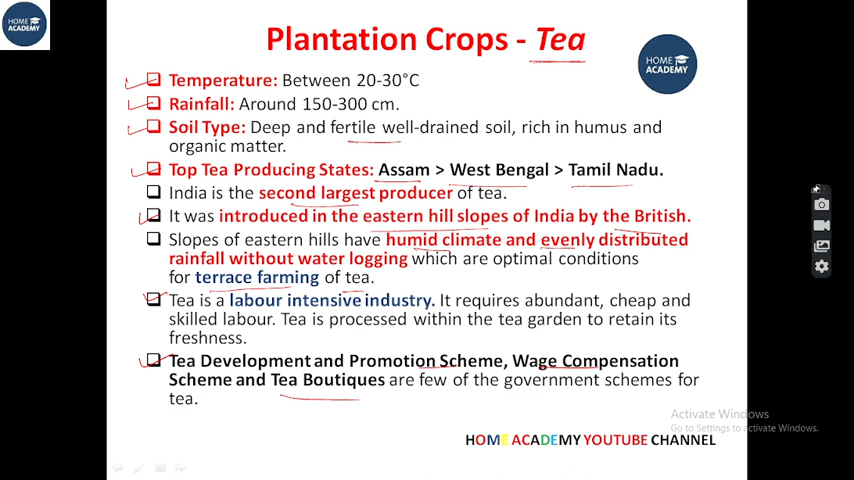 HOME
ACADEMY
Plantation Crops - Tea
HOME
ACADEMY
Temperature: Between 20-30°C
Rainfall: Around 150-300 cm.
Soil Type: Deep and fertile well-drained soil, rich in humus and
organic matter.
Top Tea Producing States: Assam > West Bengal > Tamil Nadu.
India is the second largest producer of tea.
It was introduced in the eastern hill slopes of India by the British.
Slopes of eastern hills have humid climate and evenly distributed
rainfall without water logging which are optimal conditions
for terrace farming of tea.
Tea is a labour intensive industry. It requires abundant, cheap and
skilled labour. Tea is processed within the tea garden to retain its
freshness.
Tea Development and Promotion Scheme, Wage Compensation
Scheme and Tea Boutiques are few of the government schemes for
tea.
Activate Windows
Go to Settings to activate Windows.
HOME ACADEMY YOUTUBE CHANNEL